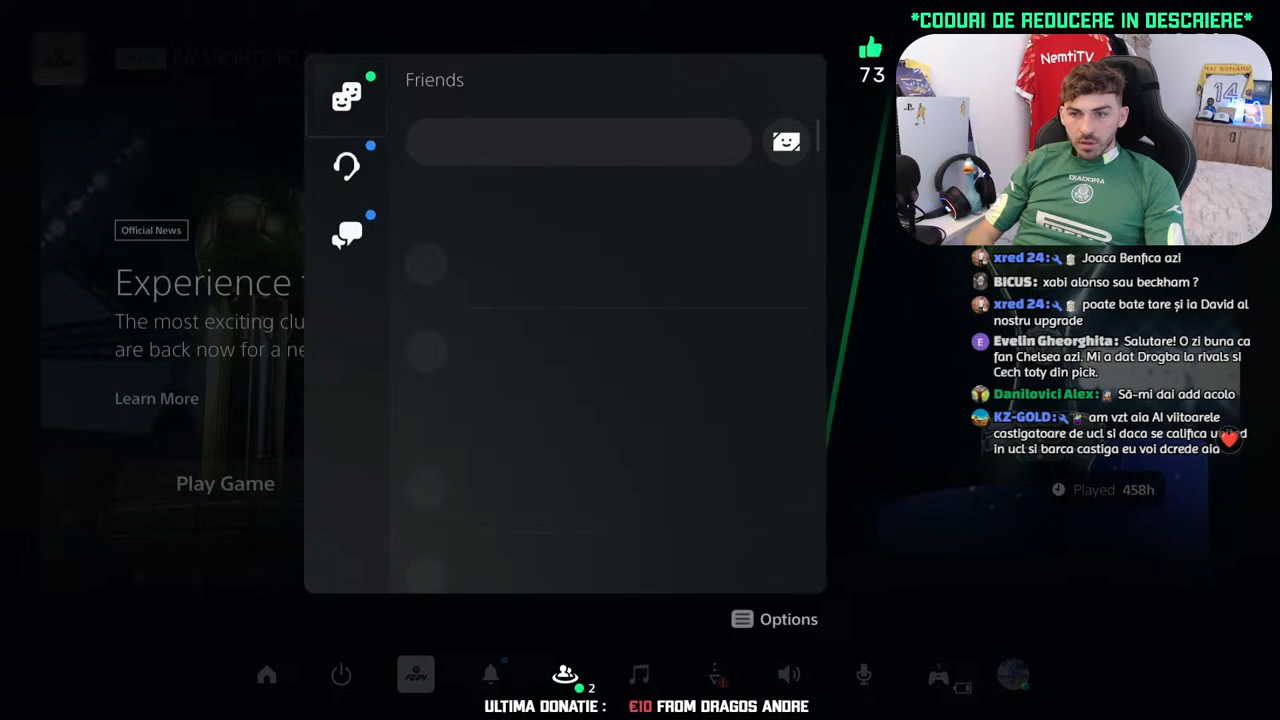 *CODURI DE REDUCERE IN DESCRIERE*
73
NemtiTV
14
DIADORA
Friends
Official News
Experience
The most exciting clu
are back now for a ne
Learn More
Play Game
xred 24: Joaca Benfica azi
BICUS: xabi alonso sau beckham ?
xred 24: poate bate tare și ia David al
nostru upgrade
E
Evelin Gheorghita: Salutare! O zi buna ca
fan Chelsea azi. Mi a dat Drogba la rivals si
Cech toty din pick.
Danilovici Alex: Să-mi dai add acolo
KZ-GOLD: am vzt aia AI viitoarele
castigatoare de ucl si daca se califica united
in ucl si barca castiga eu voi dcrede aia
Played 458h
Options
FC24
2
ULTIMA DONATIE : €10 FROM DRAGOS ANDRE